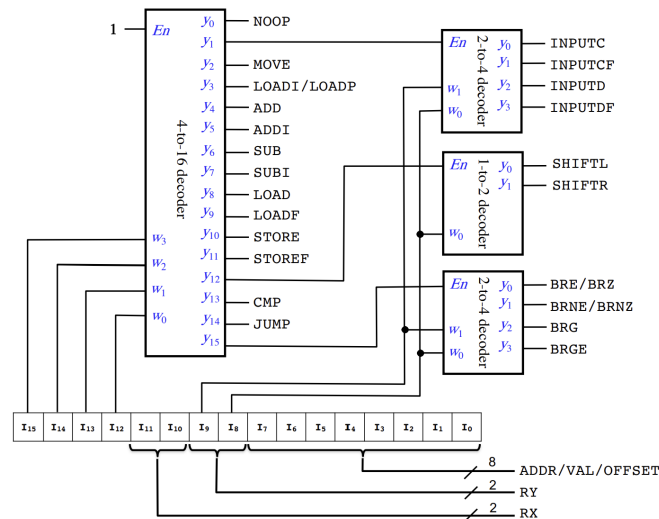 1
En
4-to-16 decoder
y0
y1
y2
y3
y4
y5
y6
y7
y8
y9
y10
y11
y12
y13
y14
y15
w3
w2
w1
w0
NOOP
MOVE
LOADI/LOADP
ADD
ADDI
SUB
SUBI
LOAD
LOADF
STORE
STOREF
CMP
JUMP
En
2-to-4 decoder
w1
w0
y0
y1
y2
y3
INPUTC
INPUTCF
INPUTD
INPUTDF
En
1-to-2 decoder
w0
y0
y1
SHIFTL
SHIFTR
En
2-to-4 decoder
w1
w0
y0
y1
y2
y3
BRE/BRZ
BRNE/BRNZ
BRG
BRGE
I15 I14 I13 I12 I11 I10 I9 I8 I7 I6 I5 I4 I3 I2 I1 I0
8 ADDR/VAL/OFFSET
2 RY
2 RX